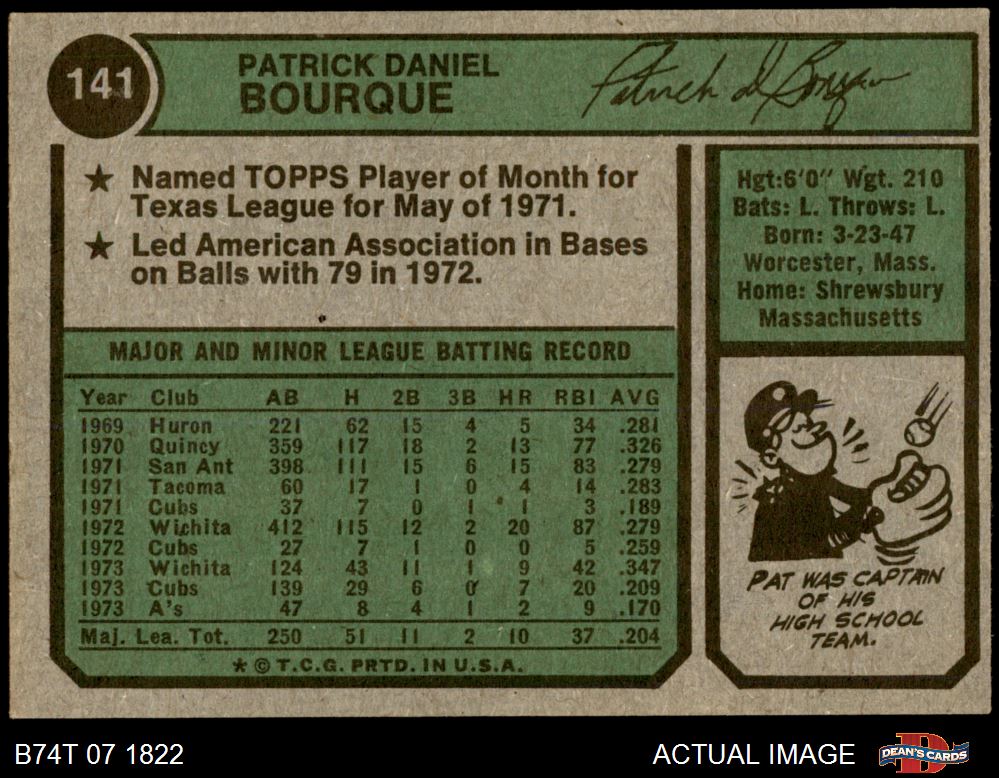 141
PATRICK DANIEL
BOURQUE
Patrick D Bourque
★ Named TOPPS Player of Month for
Texas League for May of 1971.
★ Led American Association in Bases
on Balls with 79 in 1972.
Hgt:6'0" Wgt. 210
Bats: L. Throws: L.
Born: 3-23-47
Worcester, Mass.
Home: Shrewsbury
Massachusetts
MAJOR AND MINOR LEAGUE BATTING RECORD
Year Club AB H 2B 3B HR RBI AVG
1969 Huron 221 62 15 4 5 34 .281
1970 Quincy 359 117 18 2 13 77 .326
1971 San Ant 398 111 15 6 15 83 .279
1971 Tacoma 60 17 1 0 4 14 .283
1971 Cubs 37 7 0 1 1 3 .189
1972 Wichita 412 115 12 2 20 87 .279
1972 Cubs 27 7 1 0 0 5 .259
1973 Wichita 124 43 11 1 9 42 .347
1973 Cubs 139 29 6 0 7 20 .209
1973 A's 47 8 4 1 2 9 .170
Maj. Lea. Tot. 250 51 11 2 10 37 .204
★ © T.C.G. PRTD. IN U.S.A.
PAT WAS CAPTAIN
OF HIS
HIGH SCHOOL
TEAM.
B74T 07 1822
ACTUAL IMAGE
D
DEAN'S CARDS